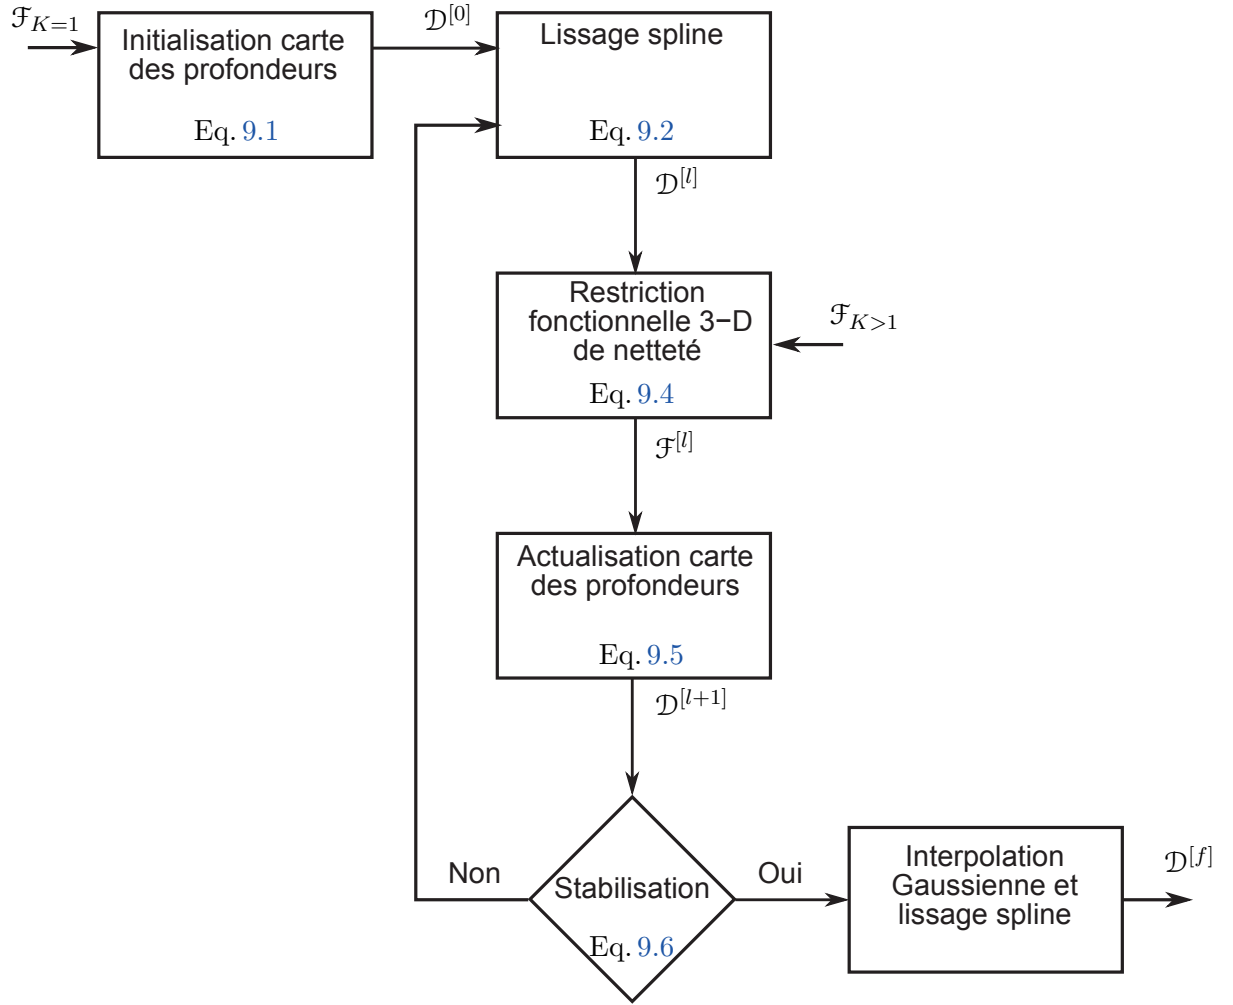 ℱ_{K=1}
Initialisation carte
des profondeurs
Eq. 9.1
𝒟^{[0]}
Lissage spline
Eq. 9.2
𝒟^{[l]}
Restriction
fonctionnelle 3−D
de netteté
Eq. 9.4
ℱ_{K>1}
ℱ^{[l]}
Actualisation carte
des profondeurs
Eq. 9.5
𝒟^{[l+1]}
Non
Stabilisation
Eq. 9.6
Oui
Interpolation
Gaussienne et
lissage spline
𝒟^{[f]}